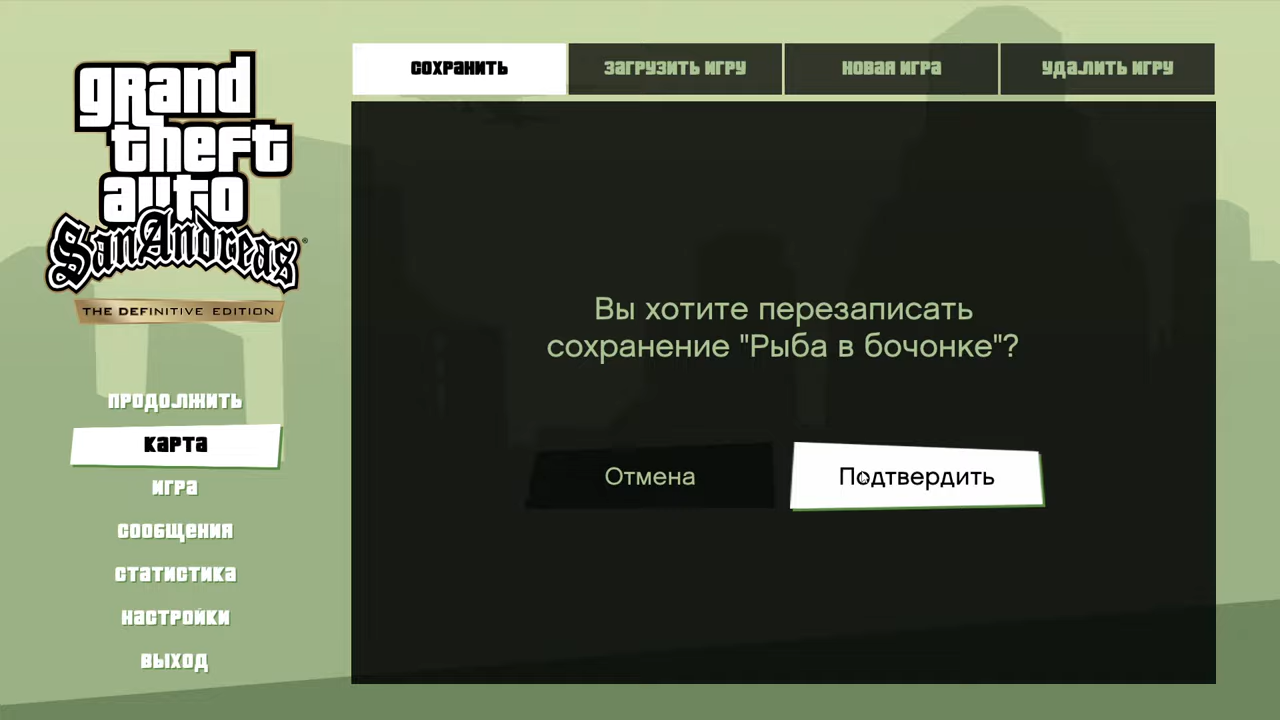 grand
theft
auto
San Andreas
THE DEFINITIVE EDITION
ПРОДОЛЖИТЬ
КАРТА
ИГРА
СООБЩЕНИЯ
СТАТИСТИКА
НАСТРОЙКИ
ВЫХОД
СОХРАНИТЬ
ЗАГРУЗИТЬ ИГРУ
НОВАЯ ИГРА
УДАЛИТЬ ИГРУ
Вы хотите перезаписать
сохранение "Рыба в бочонке"?
Отмена
Подтвердить